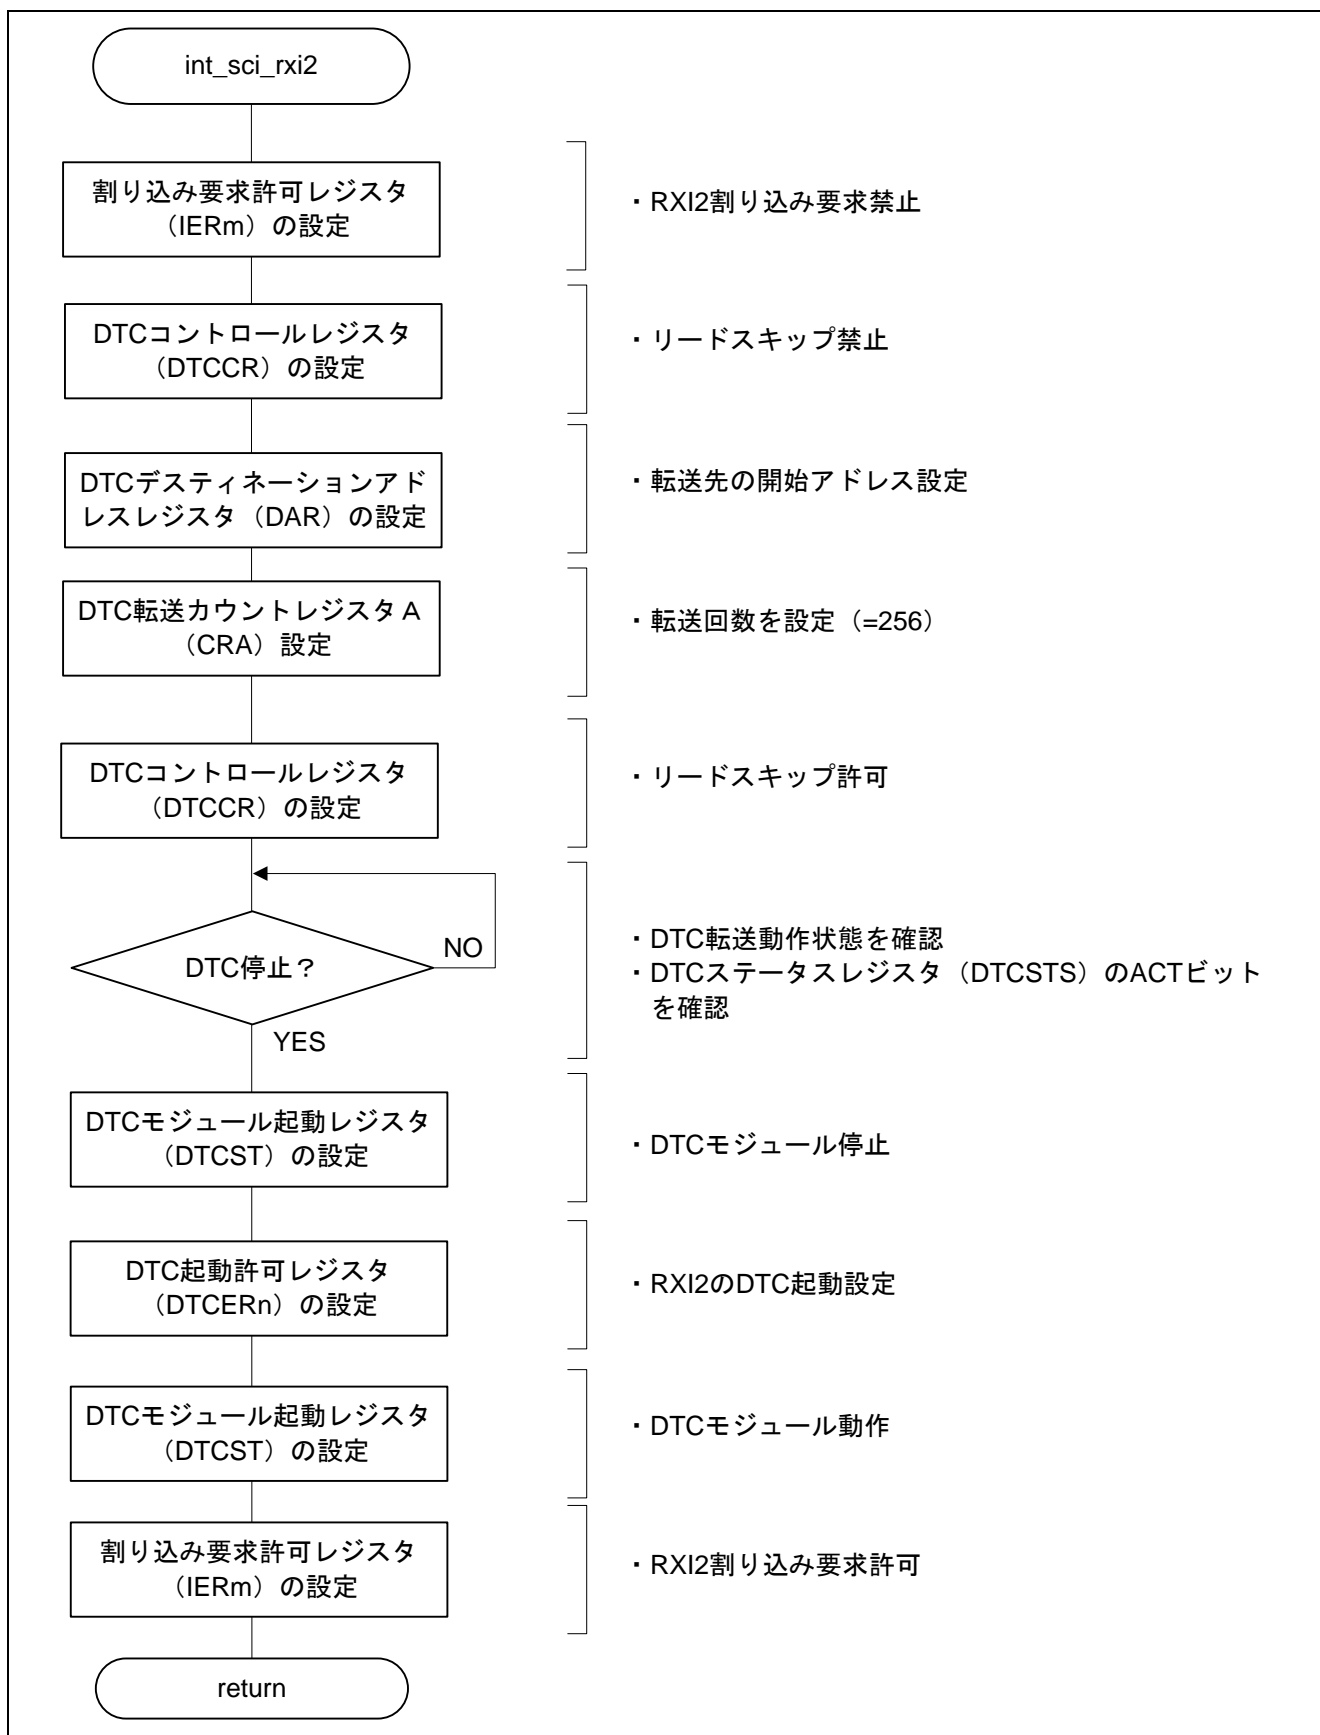 int_sci_rxi2
割り込み要求許可レジスタ
（IERm）の設定
・RXI2割り込み要求禁止
DTCコントロールレジスタ
（DTCCR）の設定
・リードスキップ禁止
DTCデスティネーションアド
レスレジスタ（DAR）の設定
・転送先の開始アドレス設定
DTC転送カウントレジスタＡ
（CRA）設定
・転送回数を設定（=256）
DTCコントロールレジスタ
（DTCCR）の設定
・リードスキップ許可
DTC停止？
NO
YES
・DTC転送動作状態を確認
・DTCステータスレジスタ（DTCSTS）のACTビット
を確認
DTCモジュール起動レジスタ
（DTCST）の設定
・DTCモジュール停止
DTC起動許可レジスタ
（DTCERn）の設定
・RXI2のDTC起動設定
DTCモジュール起動レジスタ
（DTCST）の設定
・DTCモジュール動作
割り込み要求許可レジスタ
（IERm）の設定
・RXI2割り込み要求許可
return